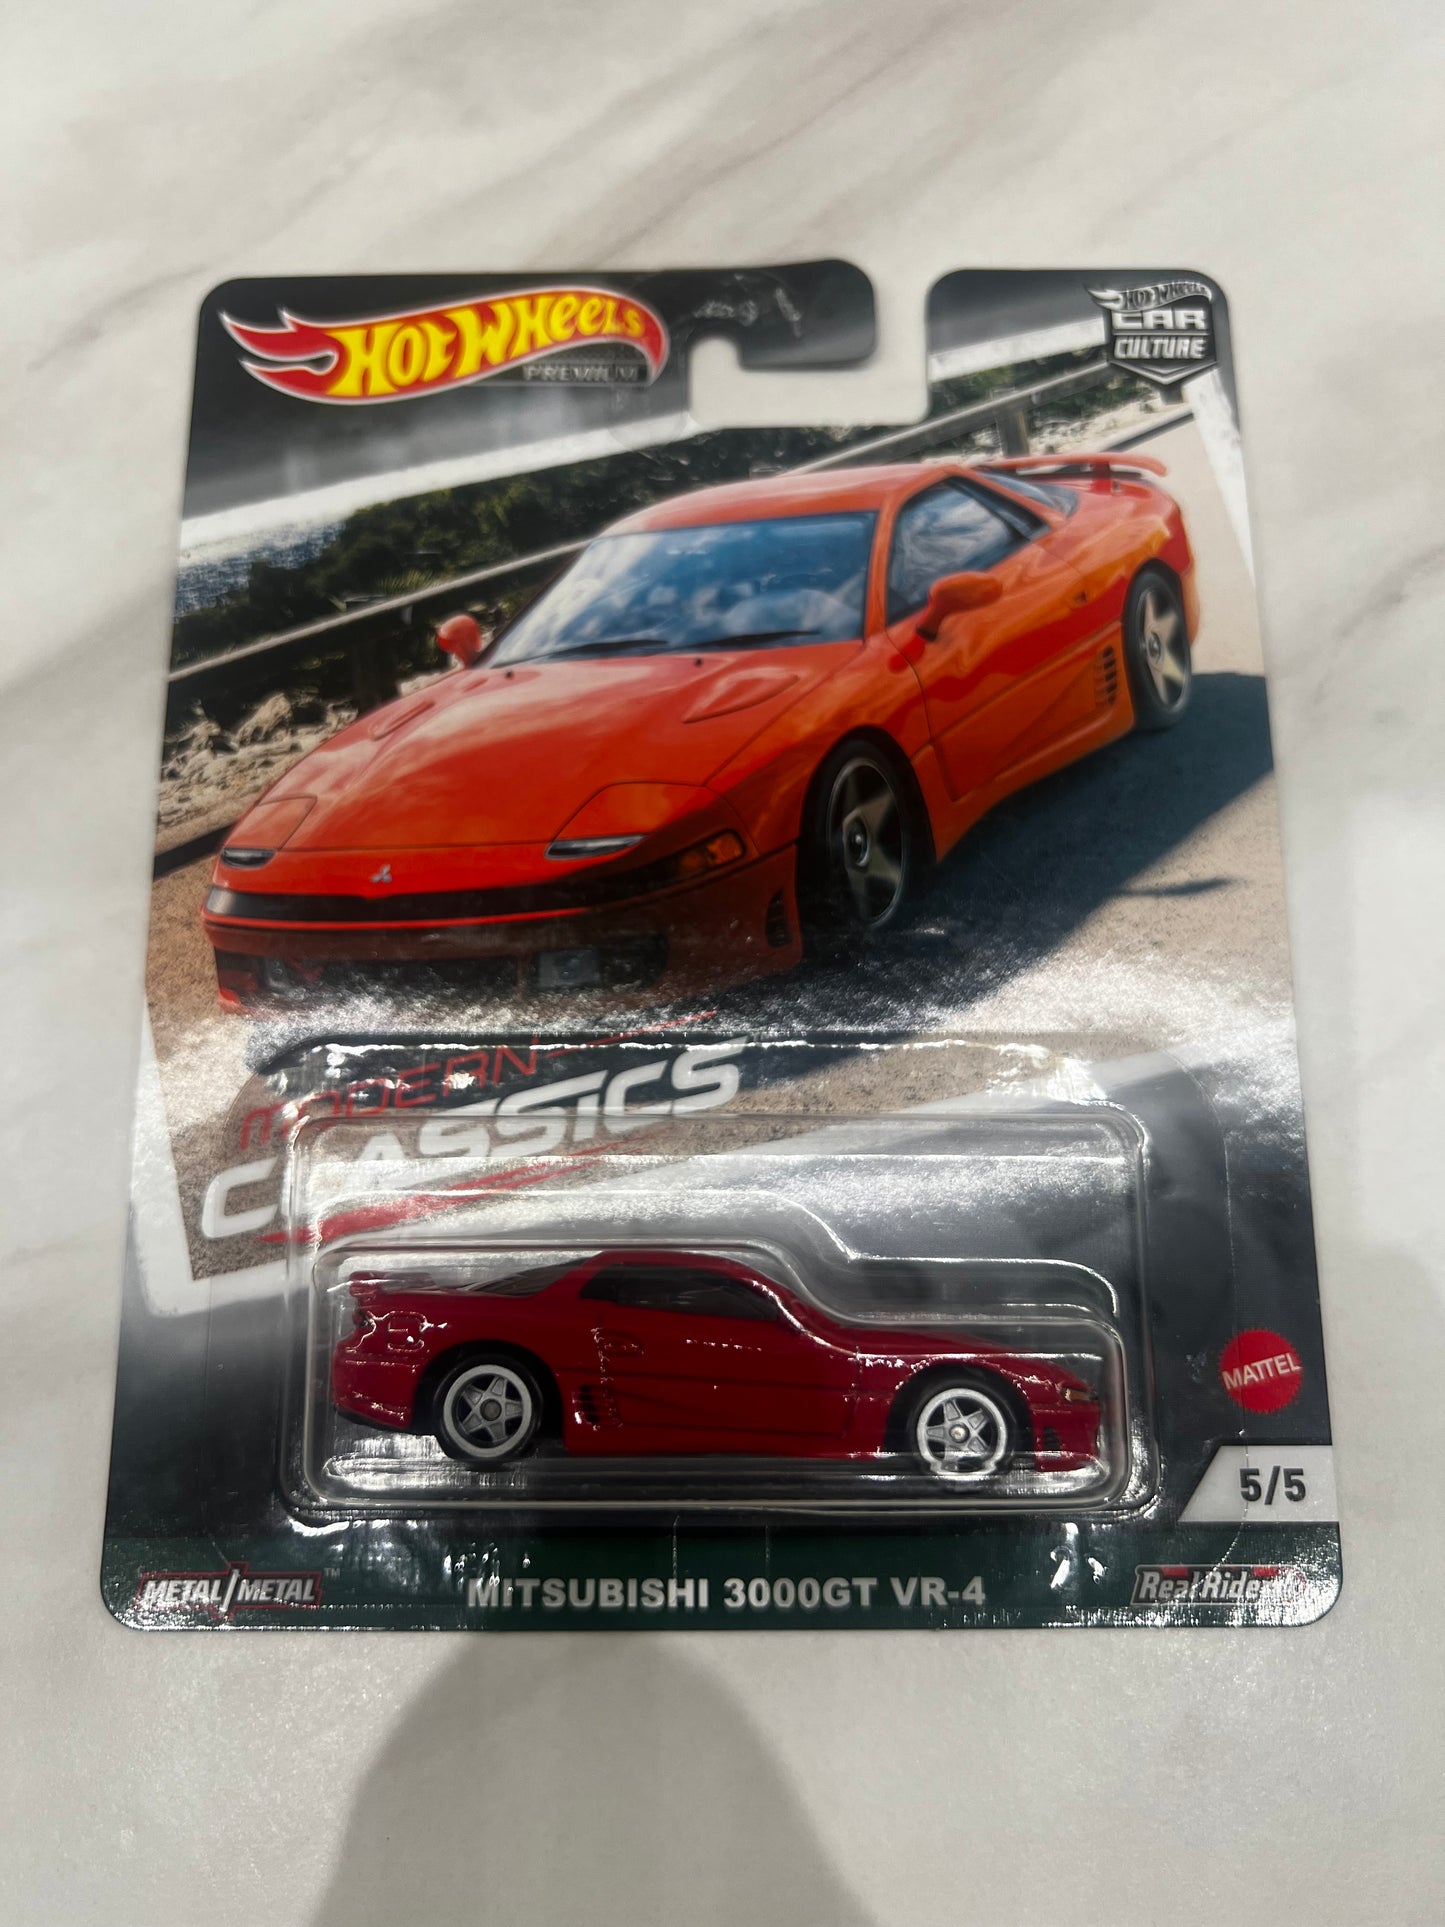 HOT WHEELS
PREMIUM
HOT WHEELS
CAR
CULTURE
MODERN
CLASSICS
MATTEL
5/5
METAL/METAL™
MITSUBISHI 3000GT VR-4
Real Riders